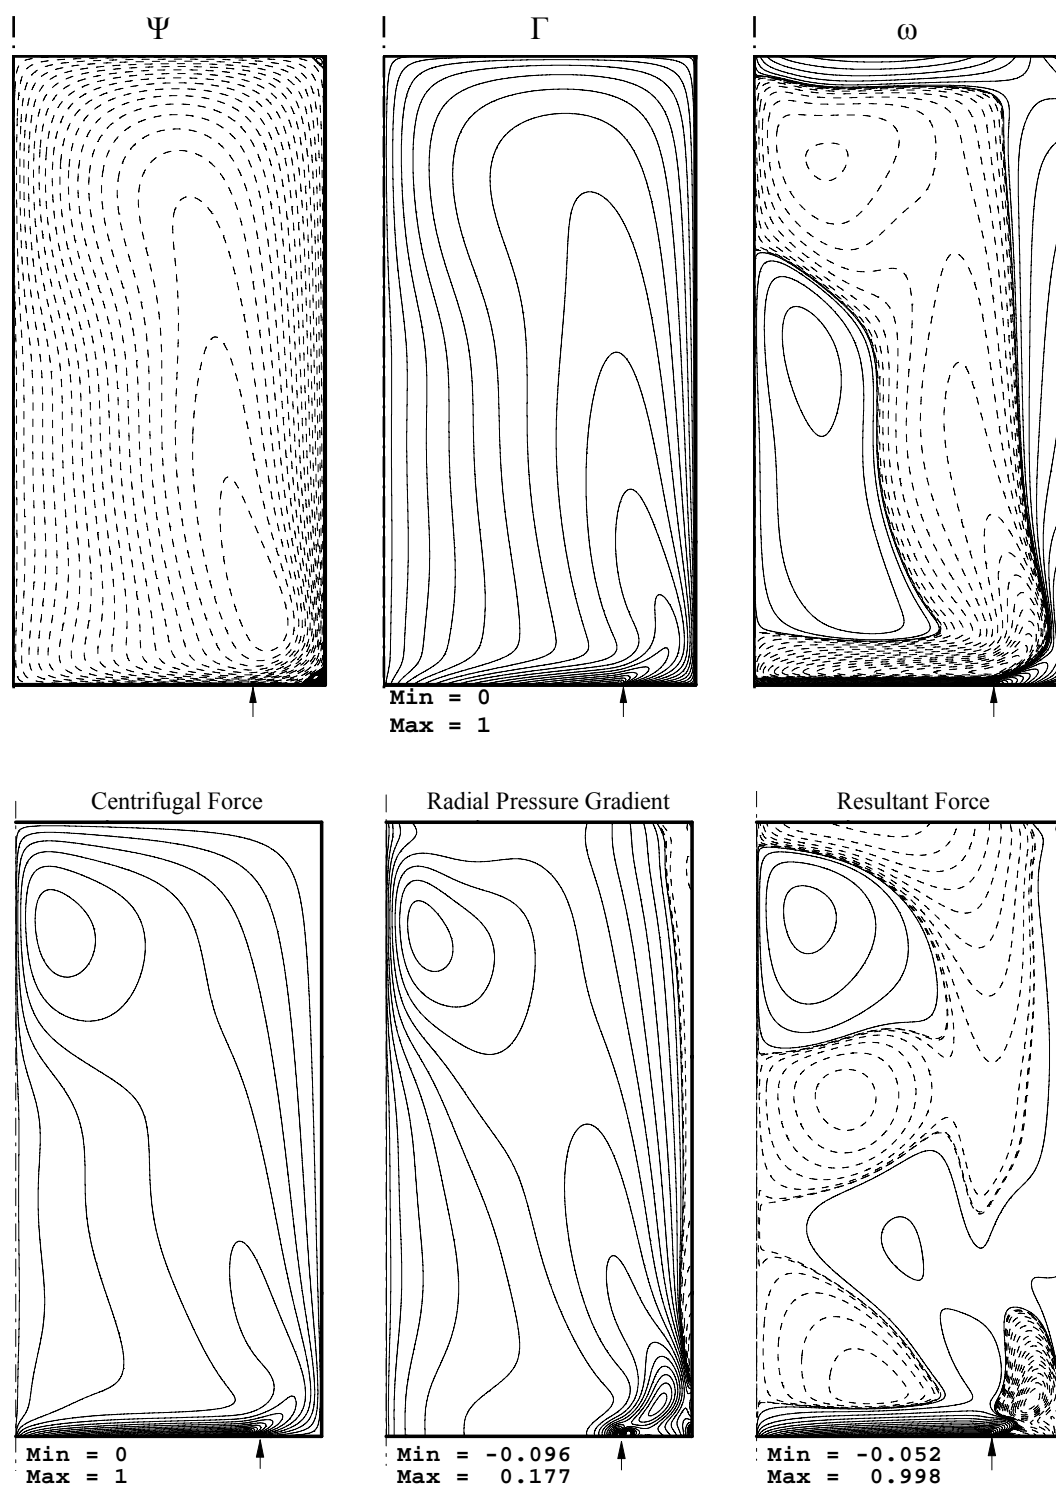 Ψ
Γ
ω
Min = 0
Max = 1
Centrifugal Force
Radial Pressure Gradient
Resultant Force
Min = 0
Max = 1
Min = -0.096
Max = 0.177
Min = -0.052
Max = 0.998